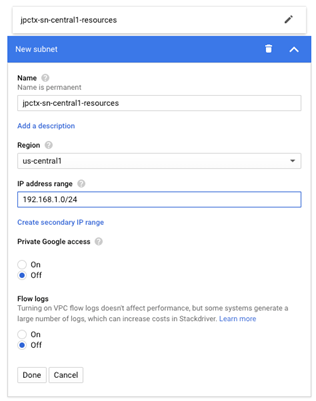 jpctx-sn-central1-resources
New subnet
Name
Name is permanent
jpctx-sn-central1-resources
Add a description
Region
us-central1
IP address range
192.168.1.0/24
Create secondary IP range
Private Google access
On
Off
Flow logs
Turning on VPC flow logs doesn't affect performance, but some systems generate a
large number of logs, which can increase costs in Stackdriver. Learn more
On
Off
Done Cancel